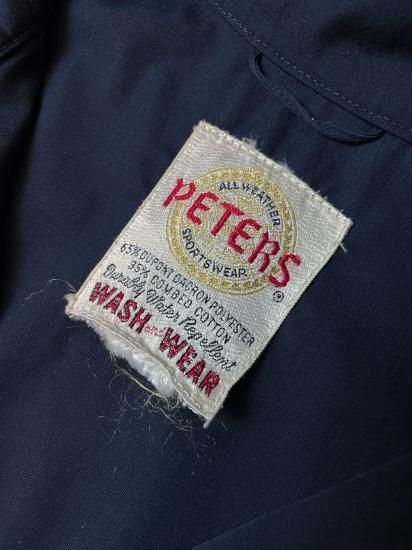 ALL WEATHER
PETERS
SPORTSWEAR
®
65% DUPONT DACRON POLYESTER
35% COMBED COTTON
Durably Water Repellent
WASH and WEAR